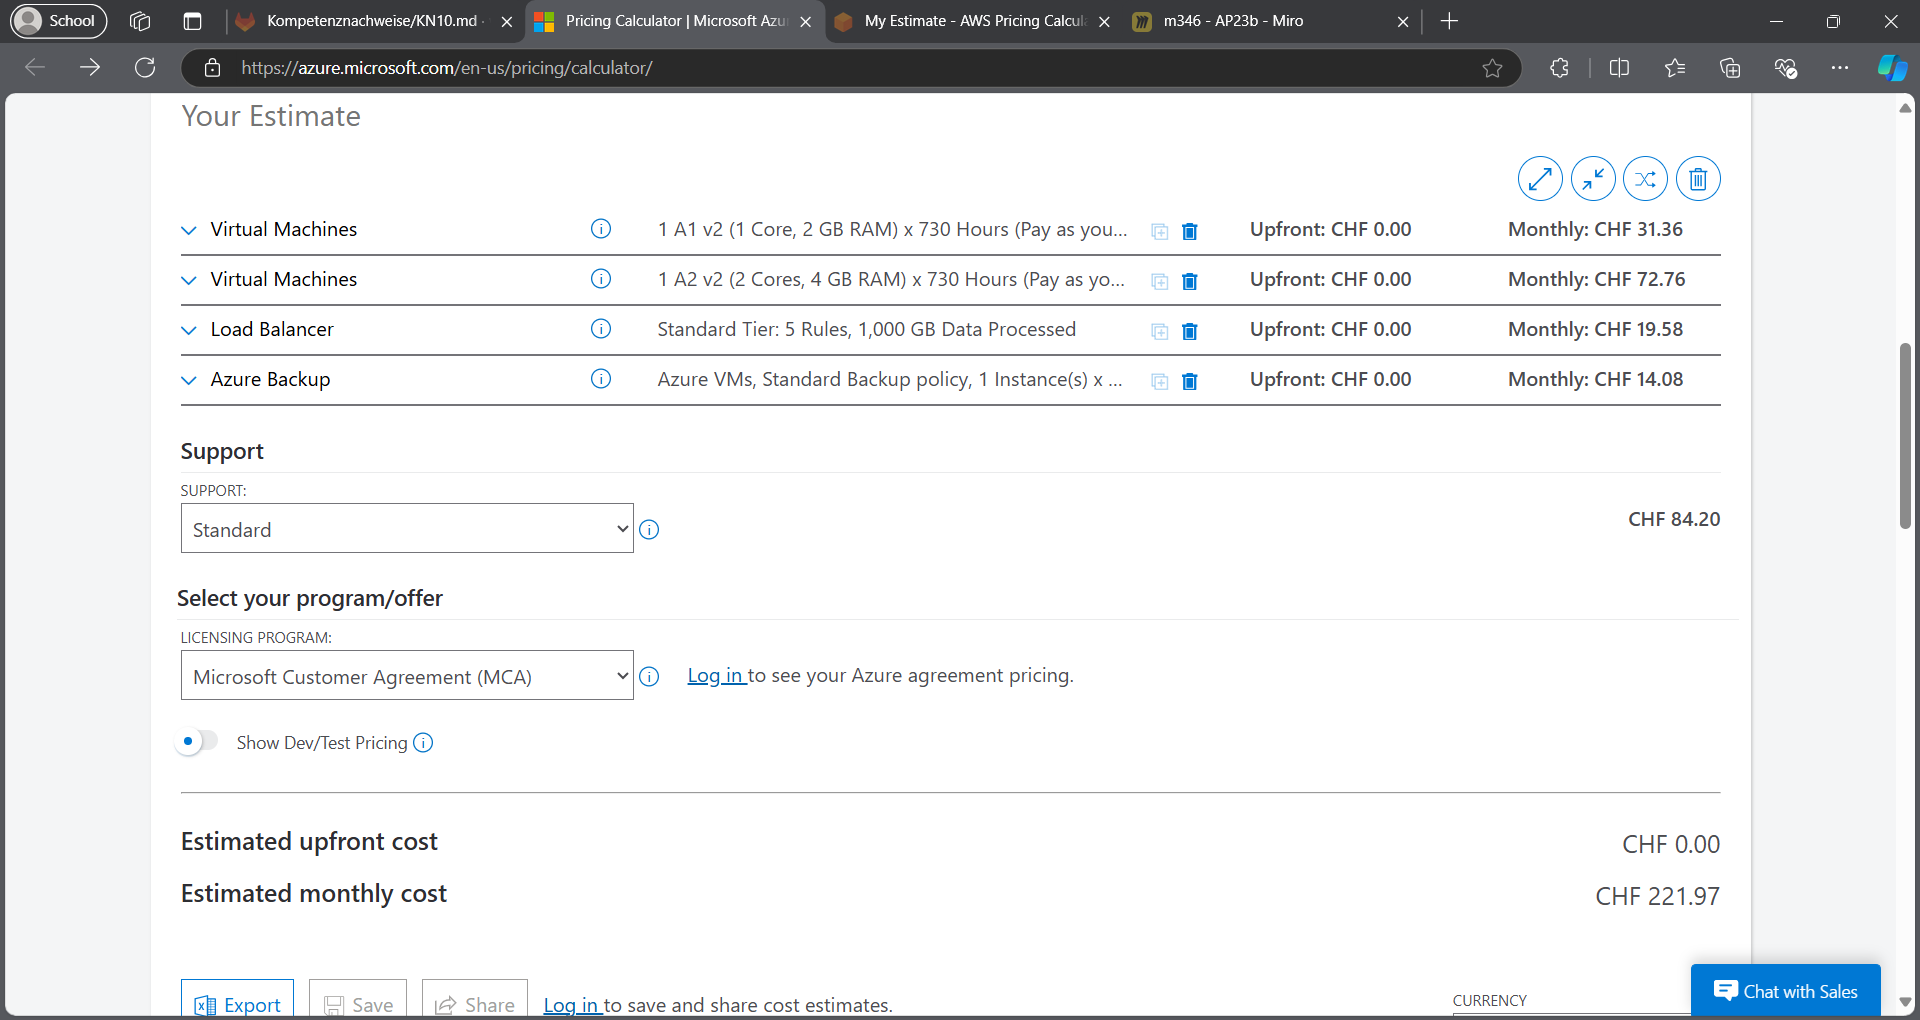 School
Kompetenznachweise/KN10.md ·
Pricing Calculator | Microsoft Azu
My Estimate - AWS Pricing Calcul
m346 - AP23b - Miro
https://azure.microsoft.com/en-us/pricing/calculator/
Your Estimate
Virtual Machines
1 A1 v2 (1 Core, 2 GB RAM) x 730 Hours (Pay as you...
Upfront: CHF 0.00
Monthly: CHF 31.36
Virtual Machines
1 A2 v2 (2 Cores, 4 GB RAM) x 730 Hours (Pay as yo...
Upfront: CHF 0.00
Monthly: CHF 72.76
Load Balancer
Standard Tier: 5 Rules, 1,000 GB Data Processed
Upfront: CHF 0.00
Monthly: CHF 19.58
Azure Backup
Azure VMs, Standard Backup policy, 1 Instance(s) x ...
Upfront: CHF 0.00
Monthly: CHF 14.08
Support
SUPPORT:
Standard
CHF 84.20
Select your program/offer
LICENSING PROGRAM:
Microsoft Customer Agreement (MCA)
Log in to see your Azure agreement pricing.
Show Dev/Test Pricing
Estimated upfront cost
CHF 0.00
Estimated monthly cost
CHF 221.97
Export
Save
Share
Log in to save and share cost estimates.
CURRENCY
Chat with Sales